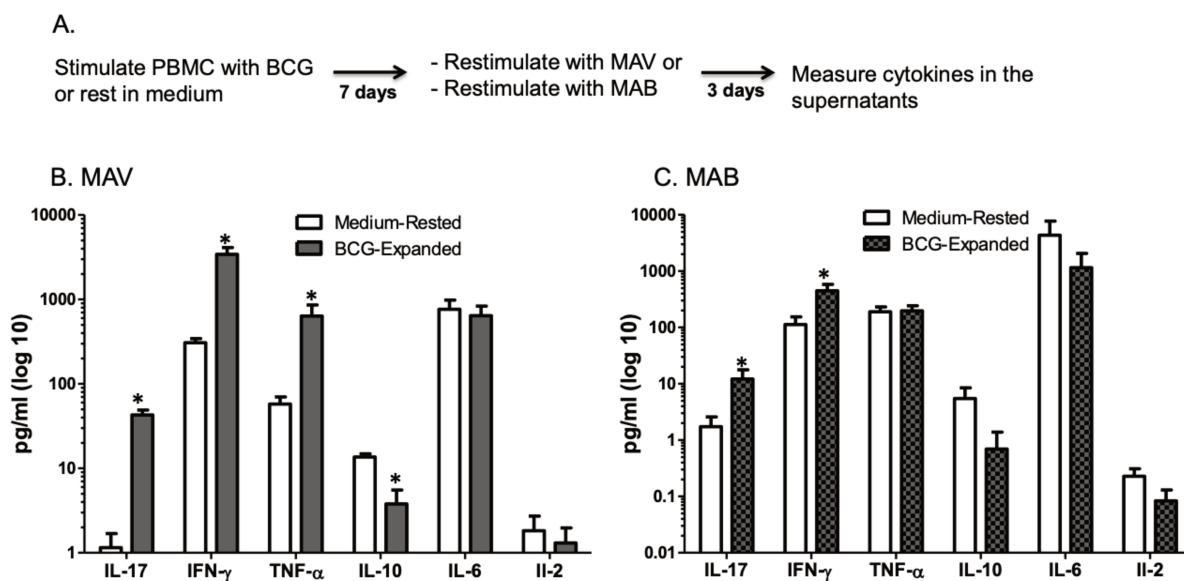 A.
Stimulate PBMC with BCG
or rest in medium
7 days
- Restimulate with MAV or
- Restimulate with MAB
3 days
Measure cytokines in the
supernatants
B. MAV
Medium-Rested
BCG-Expanded
pg/ml (log 10)
10000
1000
100
10
1
* * * *
IL-17 IFN-γ TNF-α IL-10 IL-6 Il-2
C. MAB
Medium-Rested
BCG-Expanded
pg/ml (log 10)
10000
1000
100
10
1
0.1
0.01
* *
IL-17 IFN-γ TNF-α IL-10 IL-6 Il-2